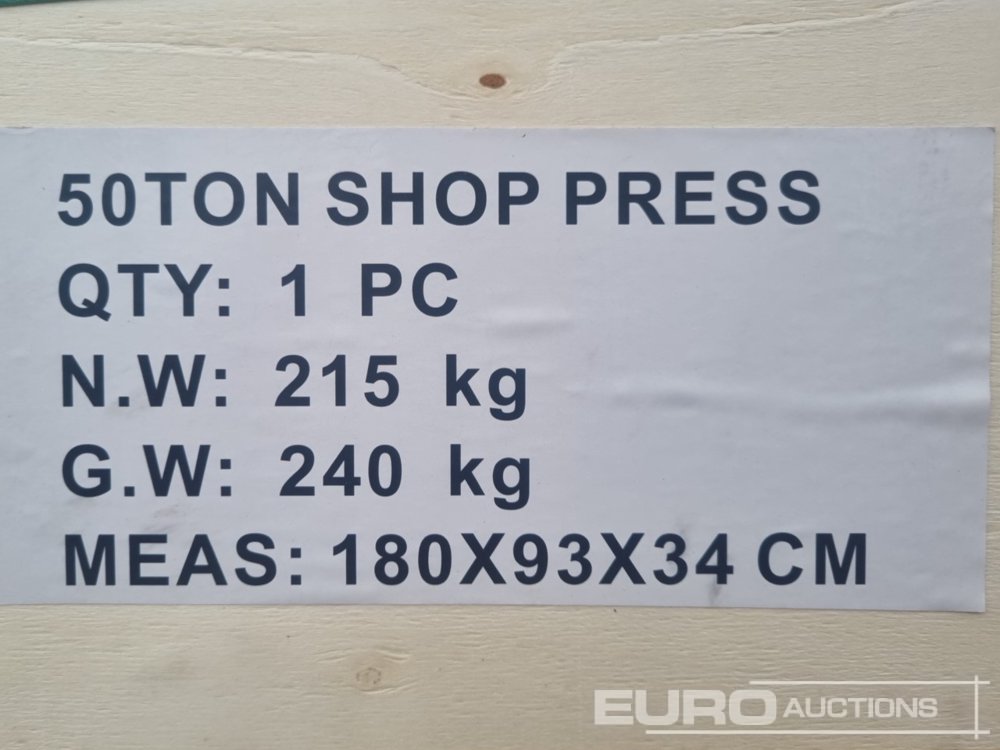 50TON SHOP PRESS
QTY: 1 PC
N.W: 215 kg
G.W: 240 kg
MEAS: 180X93X34 CM
EURO AUCTIONS